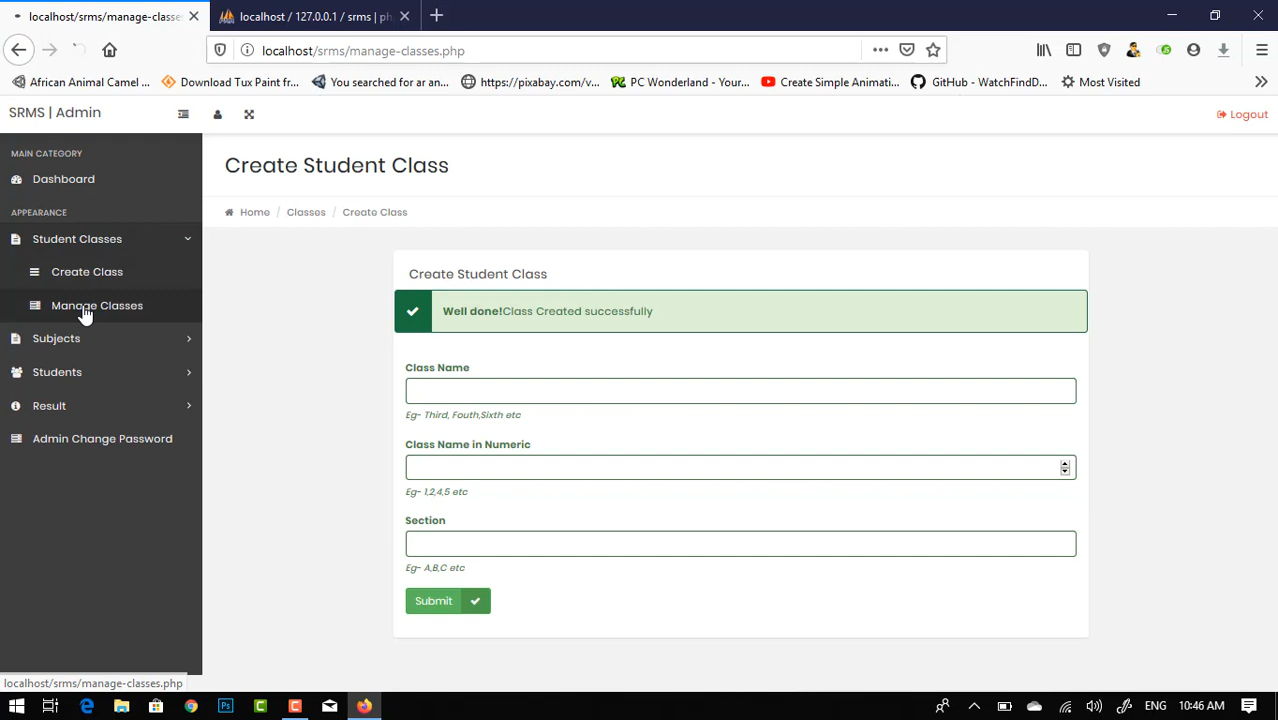 localhost/srms/manage-classes
localhost / 127.0.0.1 / srms | ph
localhost/srms/manage-classes.php
African Animal Camel ...
Download Tux Paint fr...
You searched for ar an...
https://pixabay.com/v...
PC Wonderland - Your...
Create Simple Animati...
GitHub - WatchFindD...
Most Visited
SRMS | Admin
Logout
MAIN CATEGORY
Dashboard
APPEARANCE
Student Classes
Create Class
Manage Classes
Subjects
Students
Result
Admin Change Password
Create Student Class
Home / Classes / Create Class
Create Student Class
Well done!Class Created successfully
Class Name
Eg- Third, Fouth,Sixth etc
Class Name in Numeric
Eg- 1,2,4,5 etc
Section
Eg- A,B,C etc
Submit
localhost/srms/manage-classes.php
ENG
10:46 AM